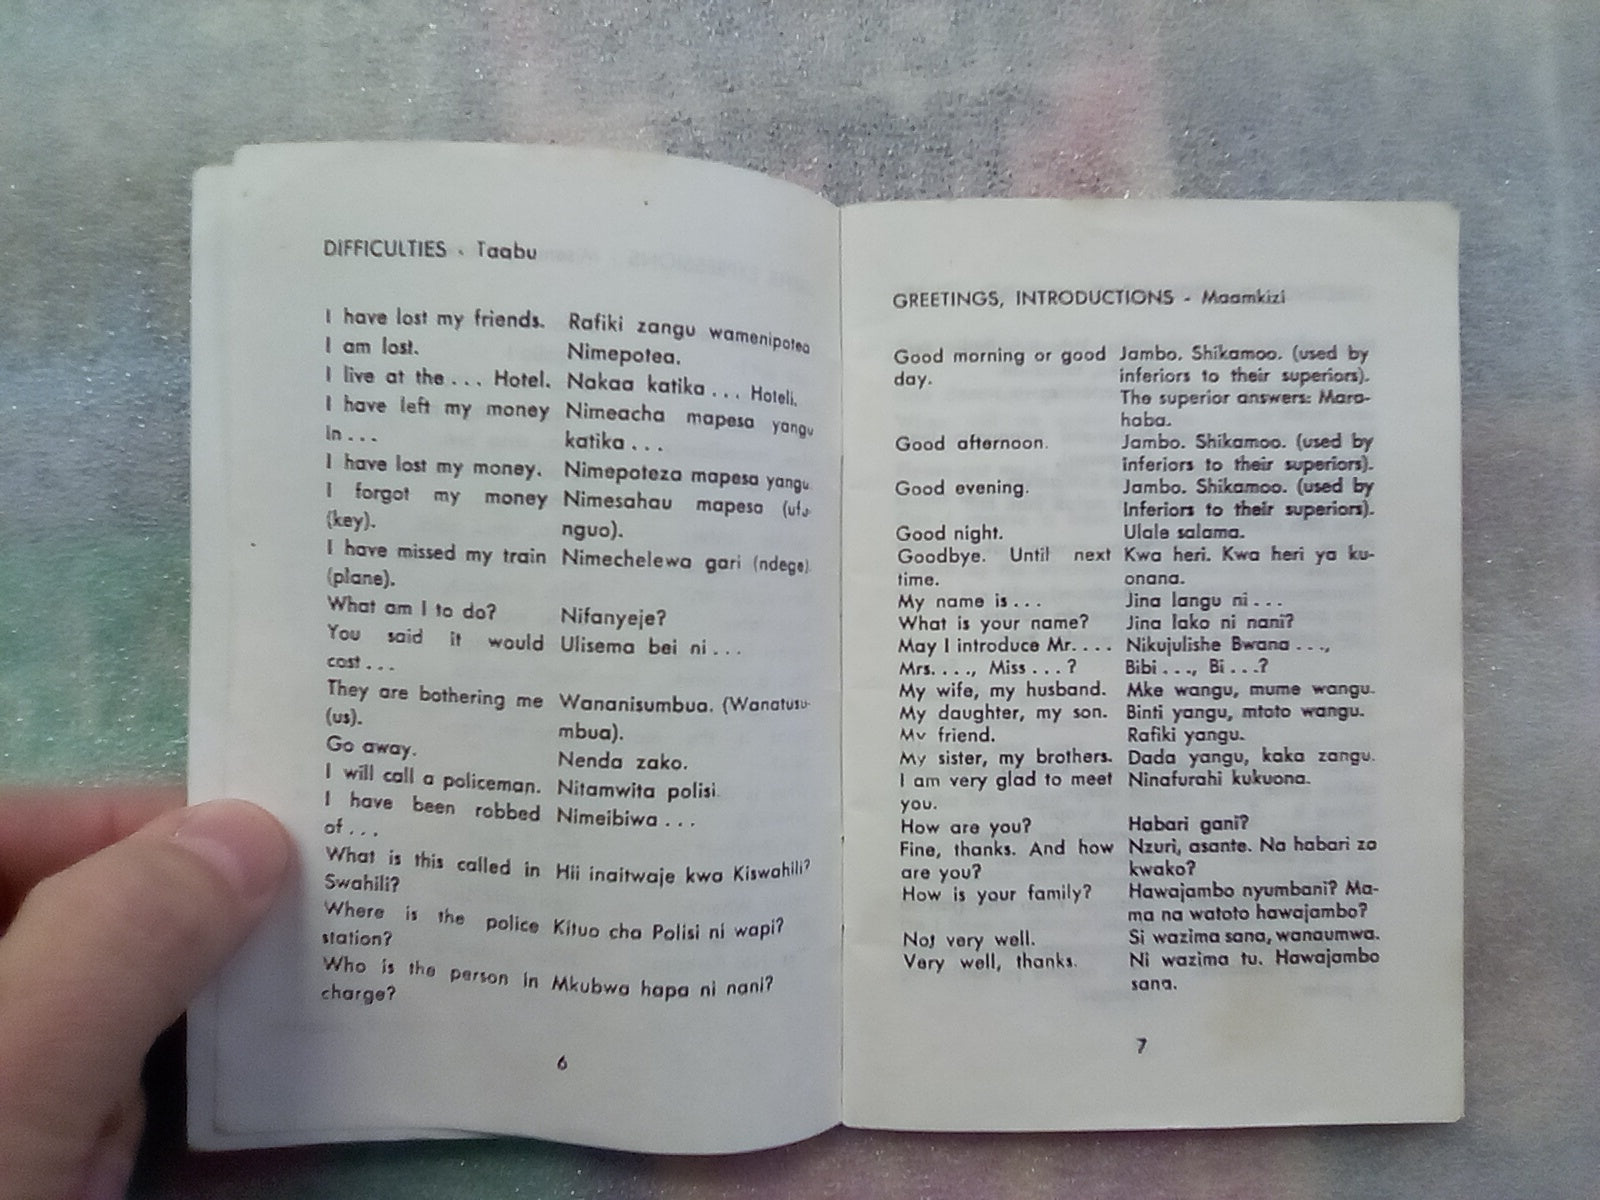 DIFFICULTIES - Taabu
I have lost my friends. Rafiki zangu wamenipotea
I am lost. Nimepotea.
I live at the ... Hotel. Nakaa katika ... Hoteli.
I have left my money Nimeacha mapesa yangu
in ... katika ...
I have lost my money. Nimepoteza mapesa yangu
I forgot my money Nimesahau mapesa (ufu-
(key). nguo).
I have missed my train Nimechelewa gari (ndege).
(plane).
What am I to do? Nifanyeje?
You said it would Ulisema bei ni ...
cost ...
They are bothering me Wananisumbua. (Wanatusu-
(us). mbua).
Go away. Nenda zako.
I will call a policeman. Nitamwita polisi.
I have been robbed Nimeibiwa ...
of ...
What is this called in Hii inaitwaje kwa Kiswahili?
Swahili?
Where is the police Kituo cha Polisi ni wapi?
station?
Who is the person in Mkubwa hapa ni nani?
charge?
6
GREETINGS, INTRODUCTIONS - Maamkizi
Good morning or good Jambo. Shikamoo. (used by
day. inferiors to their superiors).
The superior answers: Mara-
haba.
Good afternoon. Jambo. Shikamoo. (used by
inferiors to their superiors).
Good evening. Jambo. Shikamoo. (used by
Inferiors to their superiors).
Good night. Ulale salama.
Goodbye. Until next Kwa heri. Kwa heri ya ku-
time. onana.
My name is ... Jina langu ni ...
What is your name? Jina lako ni nani?
May I introduce Mr. ... Nikujulishe Bwana ...,
Mrs. ..., Miss ...? Bibi ..., Bi ...?
My wife, my husband. Mke wangu, mume wangu.
My daughter, my son. Binti yangu, mtoto wangu.
My friend. Rafiki yangu.
My sister, my brothers. Dada yangu, kaka zangu.
I am very glad to meet Ninafurahi kukuona.
you.
How are you? Habari gani?
Fine, thanks. And how Nzuri, asante. Na habari za
are you? kwako?
How is your family? Hawajambo nyumbani? Ma-
ma na watoto hawajambo?
Not very well. Si wazima sana, wanaumwa.
Very well, thanks. Ni wazima tu. Hawajambo
sana.
7